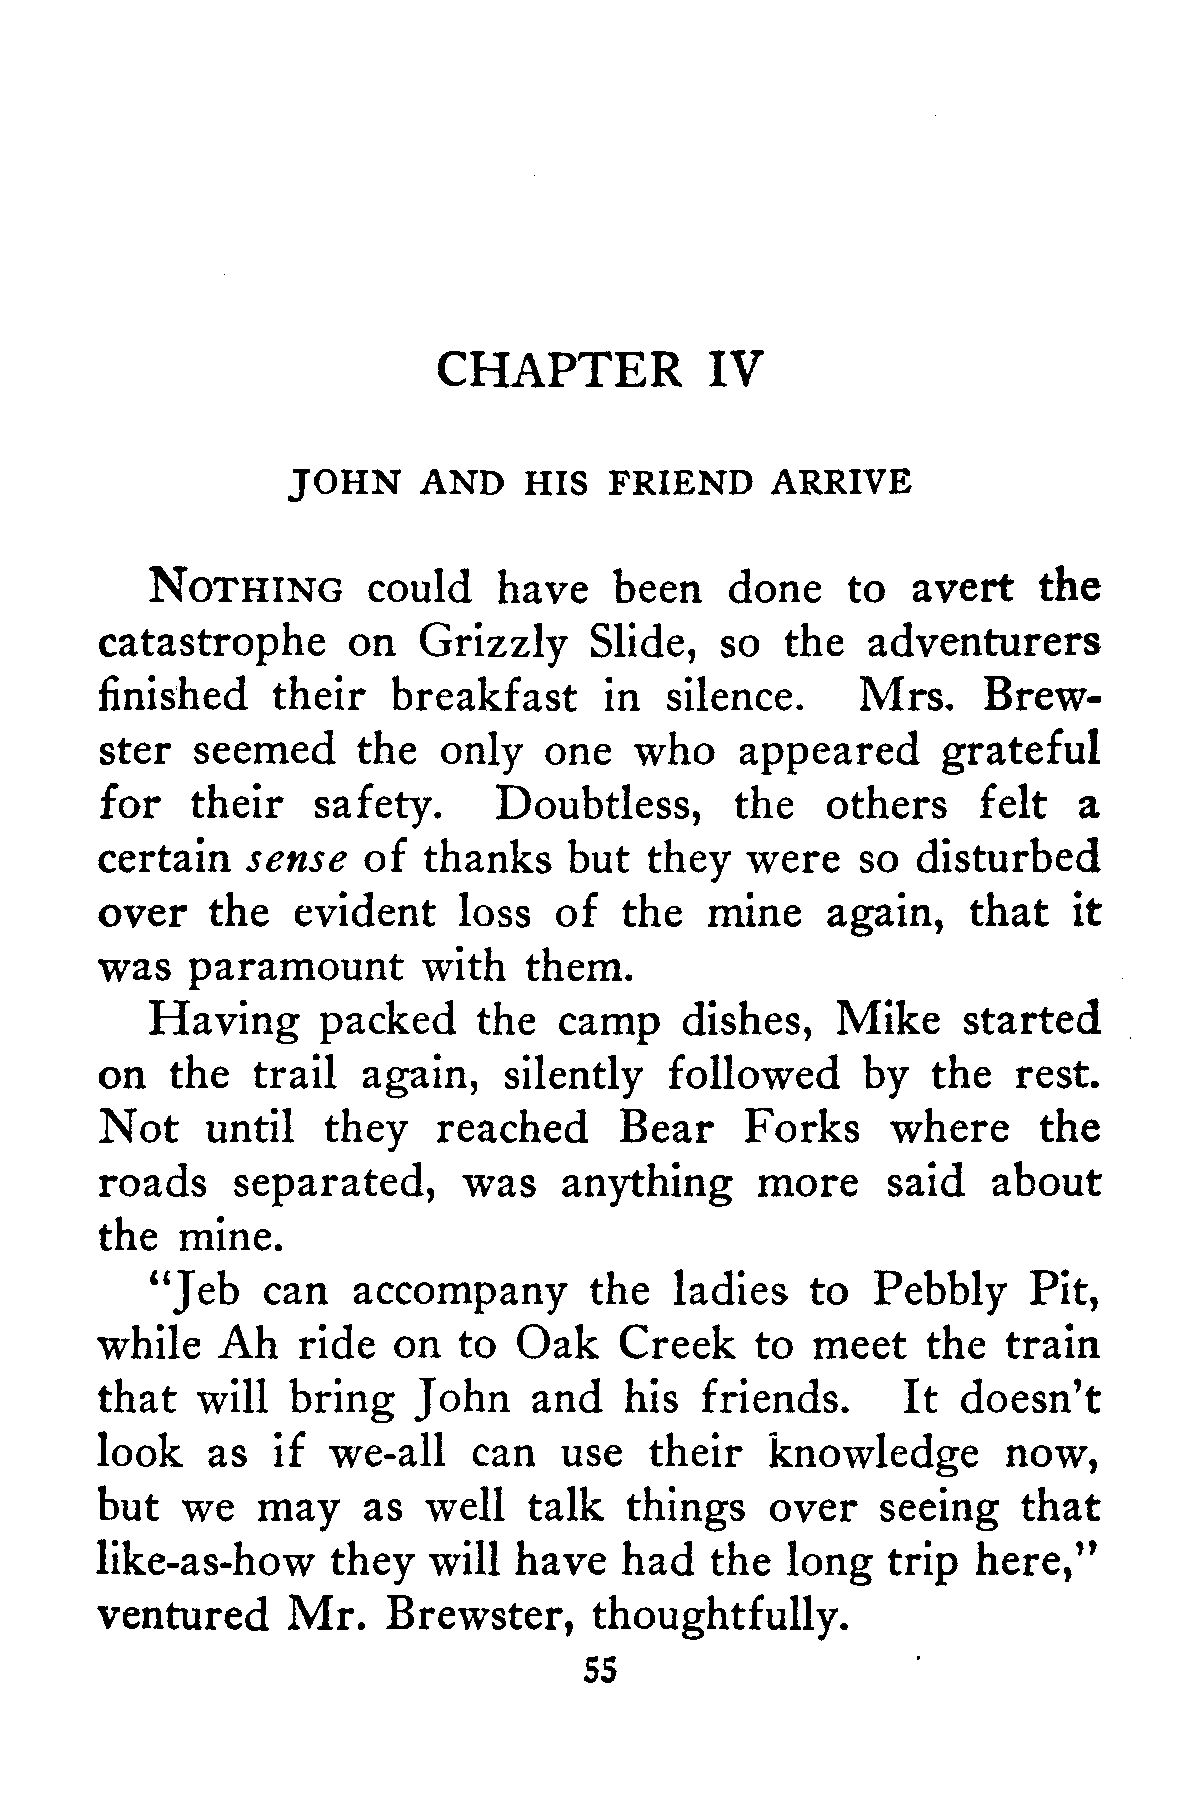 CHAPTER IV
JOHN AND HIS FRIEND ARRIVE
NOTHING could have been done to avert the
catastrophe on Grizzly Slide, so the adventurers
finished their breakfast in silence. Mrs. Brew-
ster seemed the only one who appeared grateful
for their safety. Doubtless, the others felt a
certain sense of thanks but they were so disturbed
over the evident loss of the mine again, that it
was paramount with them.
Having packed the camp dishes, Mike started
on the trail again, silently followed by the rest.
Not until they reached Bear Forks where the
roads separated, was anything more said about
the mine.
“Jeb can accompany the ladies to Pebbly Pit,
while Ah ride on to Oak Creek to meet the train
that will bring John and his friends. It doesn’t
look as if we-all can use their knowledge now,
but we may as well talk things over seeing that
like-as-how they will have had the long trip here,”
ventured Mr. Brewster, thoughtfully.
55